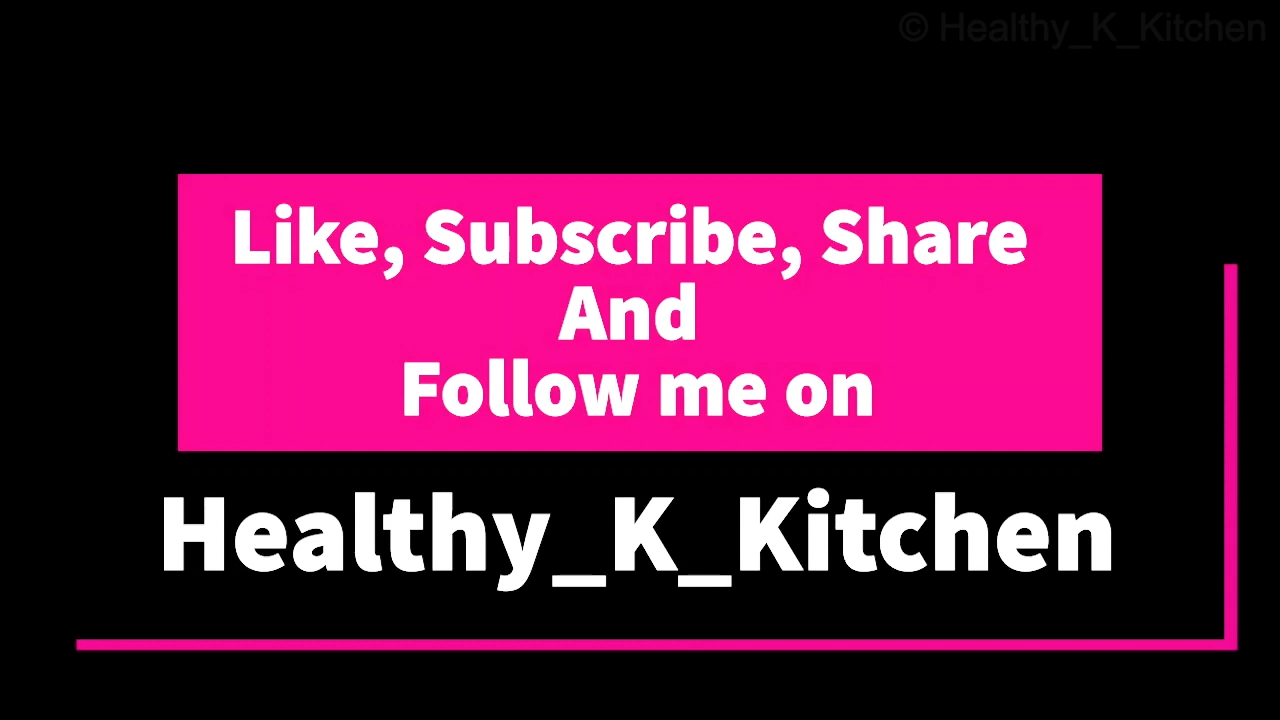 © Healthy_K_Kitchen
Like, Subscribe, Share
And
Follow me on
Healthy_K_Kitchen